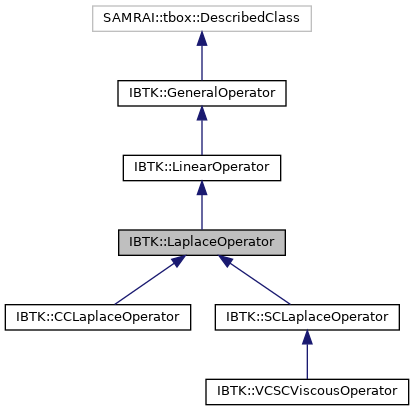 SAMRAI::tbox::DescribedClass
IBTK::GeneralOperator
IBTK::LinearOperator
IBTK::LaplaceOperator
IBTK::CCLaplaceOperator
IBTK::SCLaplaceOperator
IBTK::VCSCViscousOperator